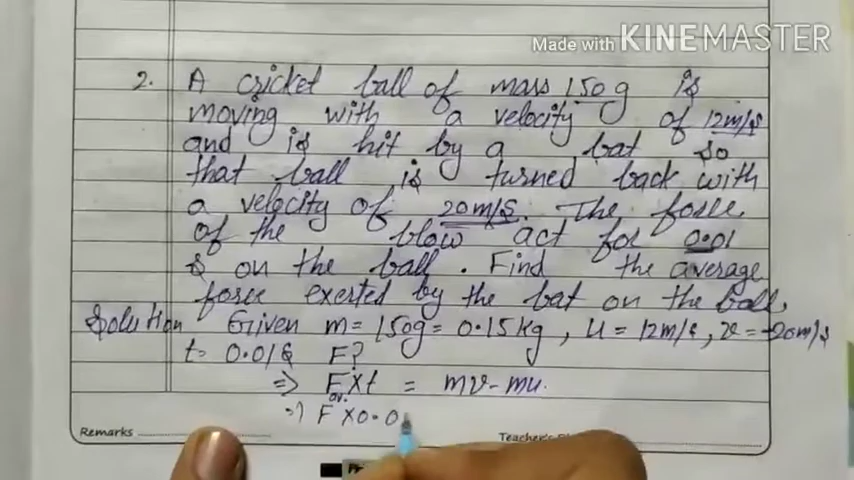 Made with KINEMASTER
2. A cricket ball of mass 150g is
moving with a velocity of 12m/s
and is hit by a bat so
that ball is turned back with
a velocity of 20m/s. The force
of the blow act for 0.01
s on the ball. Find the average
force exerted by the bat on the ball.
Solution Given m = 150g = 0.15kg, u = 12m/s, v = -20m/s
t = 0.01s F?
⇒ F x t = mv - mu.
av.
⇒ F x 0.0
Remarks
Teacher's